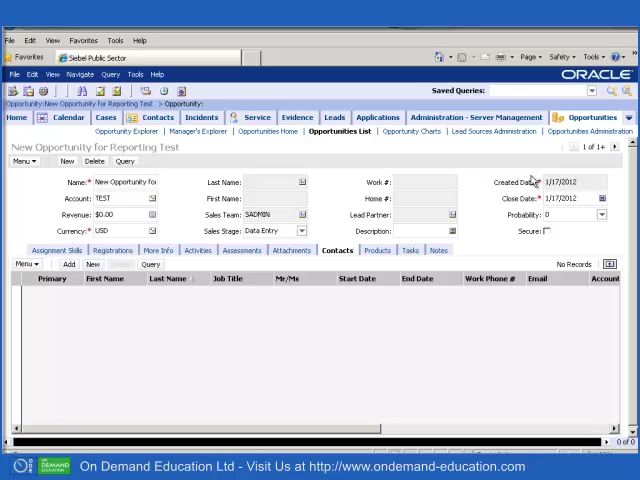 File Edit View Favorites Tools Help
Favorites Siebel Public Sector Page Safety Tools
File Edit View Navigate Query Tools Help ORACLE
Saved Queries:
Opportunity:New Opportunity for Reporting Test > Opportunity:
Home Calendar Cases Contacts Incidents Service Evidence Leads Applications Administration - Server Management Opportunities
Opportunity Explorer Manager's Explorer Opportunities Home Opportunities List Opportunity Charts Lead Sources Administration Opportunities Administration
New Opportunity for Reporting Test 1 of 1+
Menu New Delete Query
Name:* New Opportunity for Last Name: Work #: Created Date:* 1/17/2012
Account: TEST First Name: Home #: Close Date:* 1/17/2012
Revenue:* $0.00 Sales Team:* SADMIN Lead Partner: Probability: 0
Currency:* USD Sales Stage: Data Entry Description: Secure:
Assignment Skills Registrations More Info Activities Assessments Attachments Contacts Products Tasks Notes
Menu Add New Delete Query No Records
Primary First Name Last Name Job Title Mr/Ms Start Date End Date Work Phone # Email Account
0 of 0
ON DEMAND EDUCATION On Demand Education Ltd - Visit Us at http://www.ondemand-education.com